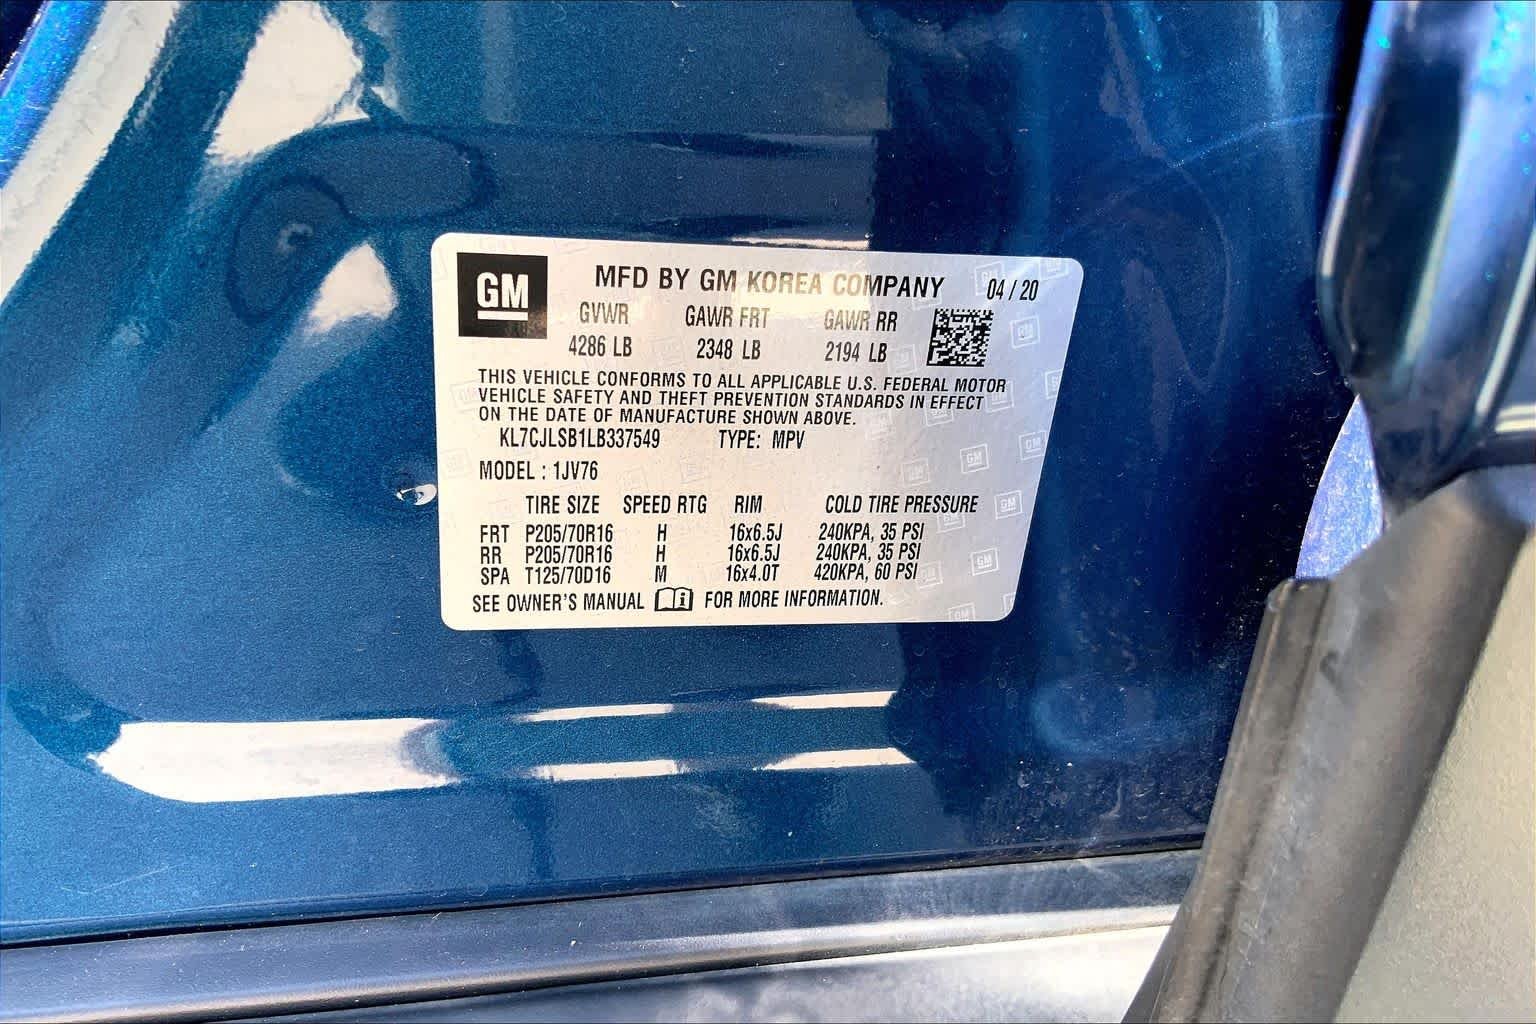 GM MFD BY GM KOREA COMPANY 04 / 20
GVWR GAWR FRT GAWR RR
4286 LB 2348 LB 2194 LB
THIS VEHICLE CONFORMS TO ALL APPLICABLE U.S. FEDERAL MOTOR
VEHICLE SAFETY AND THEFT PREVENTION STANDARDS IN EFFECT
ON THE DATE OF MANUFACTURE SHOWN ABOVE.
KL7CJLSB1LB337549 TYPE: MPV
MODEL : 1JV76
TIRE SIZE SPEED RTG RIM COLD TIRE PRESSURE
FRT P205/70R16 H 16x6.5J 240KPA, 35 PSI
RR P205/70R16 H 16x6.5J 240KPA, 35 PSI
SPA T125/70D16 M 16x4.0T 420KPA, 60 PSI
SEE OWNER'S MANUAL FOR MORE INFORMATION.